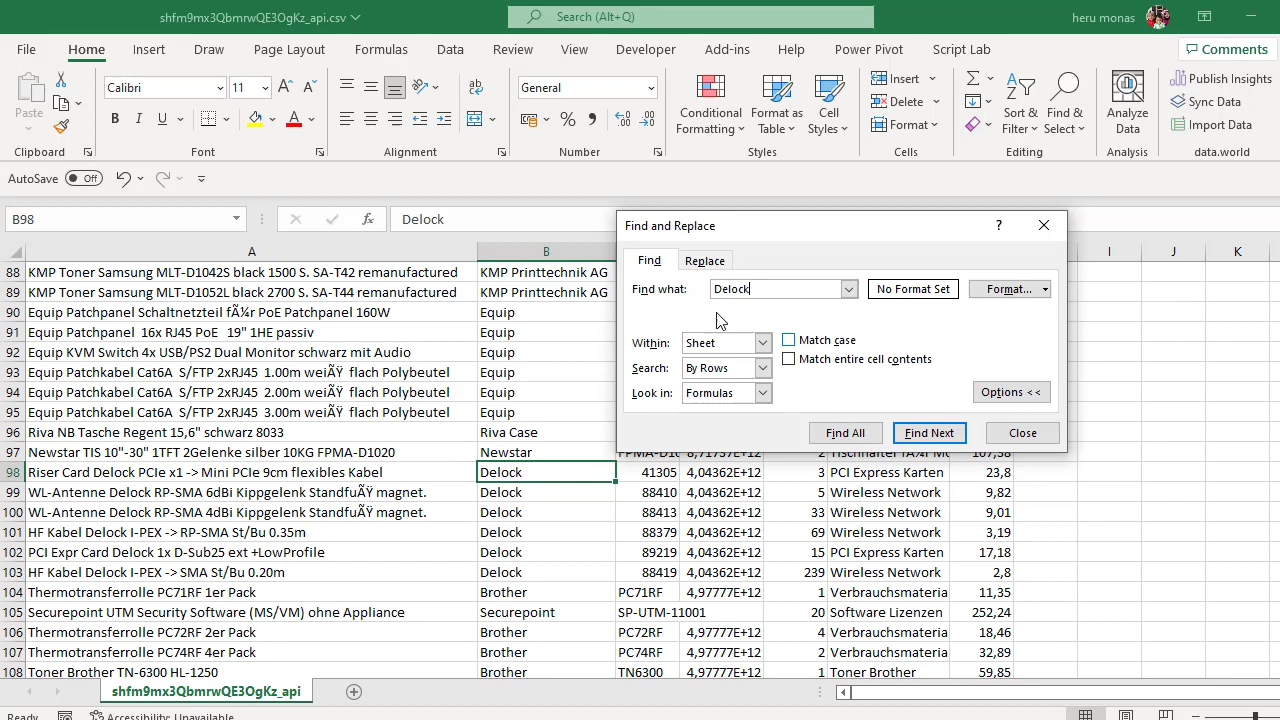 shfm9mx3QbmrwQE3OgKz_api.csv
Search (Alt+Q)
heru monas
File Home Insert Draw Page Layout Formulas Data Review View Developer Add-ins Help Power Pivot Script Lab Comments
Paste
Calibri 11
B I U A
General
Conditional Formatting
Format as Table
Cell Styles
Insert
Delete
Format
Sort & Filter
Find & Select
Analyze Data
Publish Insights
Sync Data
Import Data
Clipboard Font Alignment Number Styles Cells Editing Analysis data.world
AutoSave Off
B98 fx Delock
A B I J K
88 KMP Toner Samsung MLT-D1042S black 1500 S. SA-T42 remanufactured KMP Printtechnik AG
89 KMP Toner Samsung MLT-D1052L black 2700 S. SA-T44 remanufactured KMP Printtechnik AG
90 Equip Patchpanel Schaltnetzteil fÃ¼r PoE Patchpanel 160W Equip
91 Equip Patchpanel 16x RJ45 PoE 19" 1HE passiv Equip
92 Equip KVM Switch 4x USB/PS2 Dual Monitor schwarz mit Audio Equip
93 Equip Patchkabel Cat6A S/FTP 2xRJ45 1.00m weiÃŸ flach Polybeutel Equip
94 Equip Patchkabel Cat6A S/FTP 2xRJ45 2.00m weiÃŸ flach Polybeutel Equip
95 Equip Patchkabel Cat6A S/FTP 2xRJ45 3.00m weiÃŸ flach Polybeutel Equip
96 Riva NB Tasche Regent 15,6" schwarz 8033 Riva Case
97 Newstar TIS 10"-30" 1TFT 2Gelenke silber 10KG FPMA-D1020 Newstar
98 Riser Card Delock PCIe x1 -> Mini PCIe 9cm flexibles Kabel Delock 41305 4,04362E+12 3 PCI Express Karten 23,8
99 WL-Antenne Delock RP-SMA 6dBi Kippgelenk StandfuÃŸ magnet. Delock 88410 4,04362E+12 5 Wireless Network 9,82
100 WL-Antenne Delock RP-SMA 4dBi Kippgelenk StandfuÃŸ magnet. Delock 88413 4,04362E+12 33 Wireless Network 9,01
101 HF Kabel Delock I-PEX -> RP-SMA St/Bu 0.35m Delock 88379 4,04362E+12 69 Wireless Network 3,19
102 PCI Expr Card Delock 1x D-Sub25 ext +LowProfile Delock 89219 4,04362E+12 15 PCI Express Karten 17,18
103 HF Kabel Delock I-PEX -> SMA St/Bu 0.20m Delock 88419 4,04362E+12 239 Wireless Network 2,8
104 Thermotransferrolle PC71RF 1er Pack Brother PC71RF 4,97777E+12 1 Verbrauchsmateria 11,35
105 Securepoint UTM Security Software (MS/VM) ohne Appliance Securepoint SP-UTM-11001 20 Software Lizenzen 252,24
106 Thermotransferrolle PC72RF 2er Pack Brother PC72RF 4,97777E+12 4 Verbrauchsmateria 18,46
107 Thermotransferrolle PC74RF 4er Pack Brother PC74RF 4,97777E+12 2 Verbrauchsmateria 32,89
108 Toner Brother TN-6300 HL-1250 Brother TN6300 4,97777E+12 1 Toner Brother 59,85
Find and Replace ?
Find Replace
Find what: Delock No Format Set Format...
Within: Sheet Match case
Search: By Rows Match entire cell contents
Look in: Formulas Options <<
Find All Find Next Close
shfm9mx3QbmrwQE3OgKz_api
Ready Accessibility: Unavailable